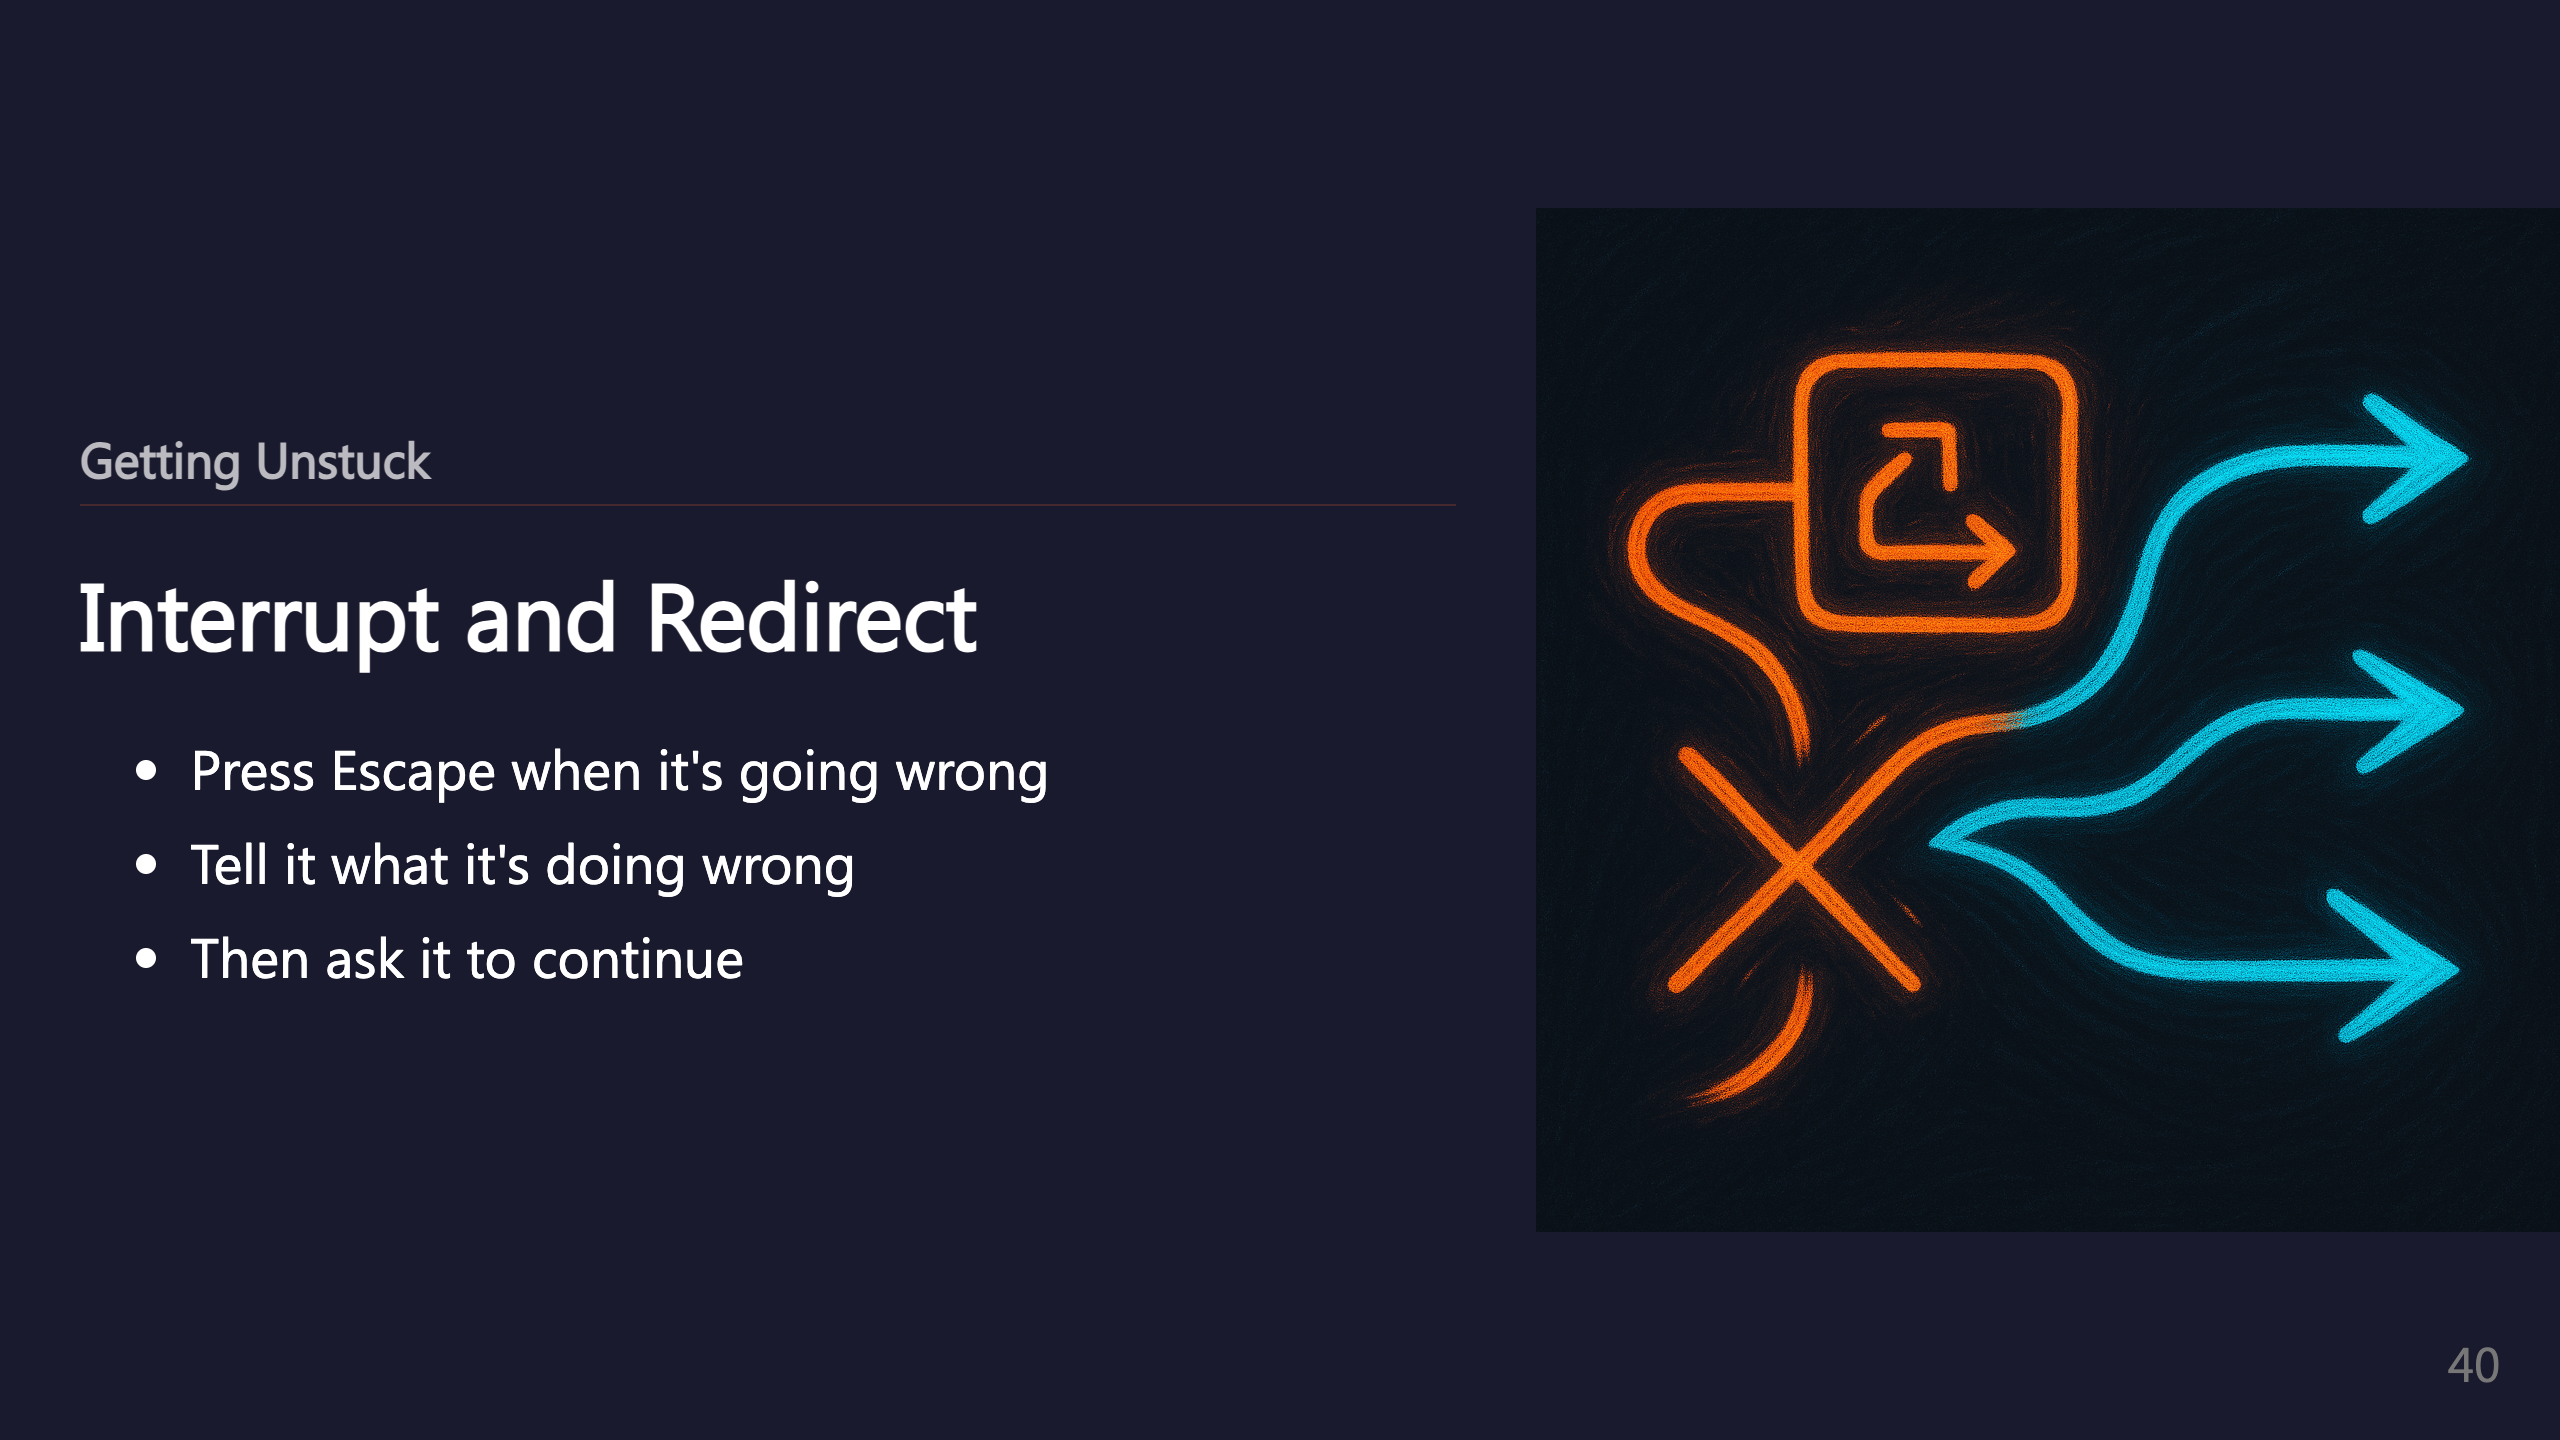 Getting Unstuck
Interrupt and Redirect
• Press Escape when it's going wrong
• Tell it what it's doing wrong
• Then ask it to continue
40